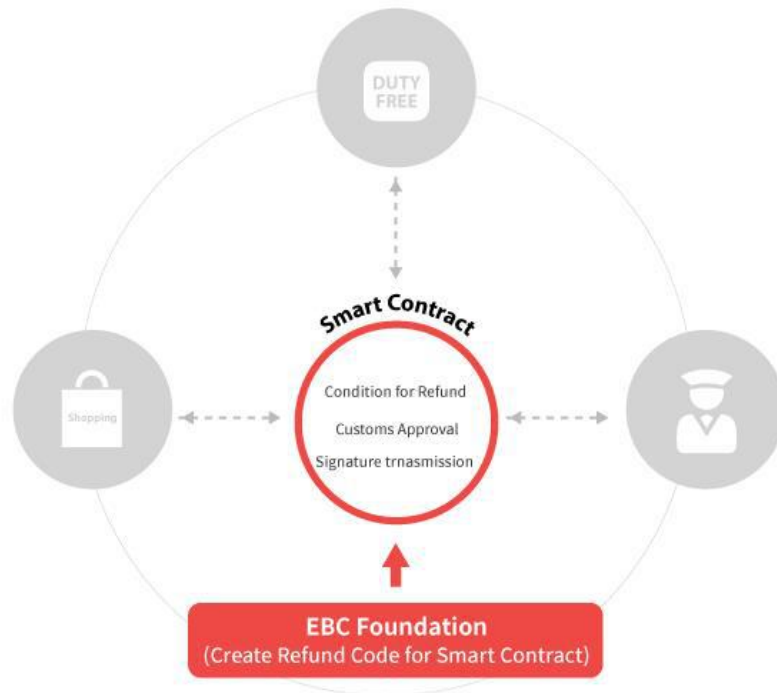 DUTY
FREE
Smart Contract
Shopping
Condition for Refund
Customs Approval
Signature trnasmission
EBC Foundation
(Create Refund Code for Smart Contract)